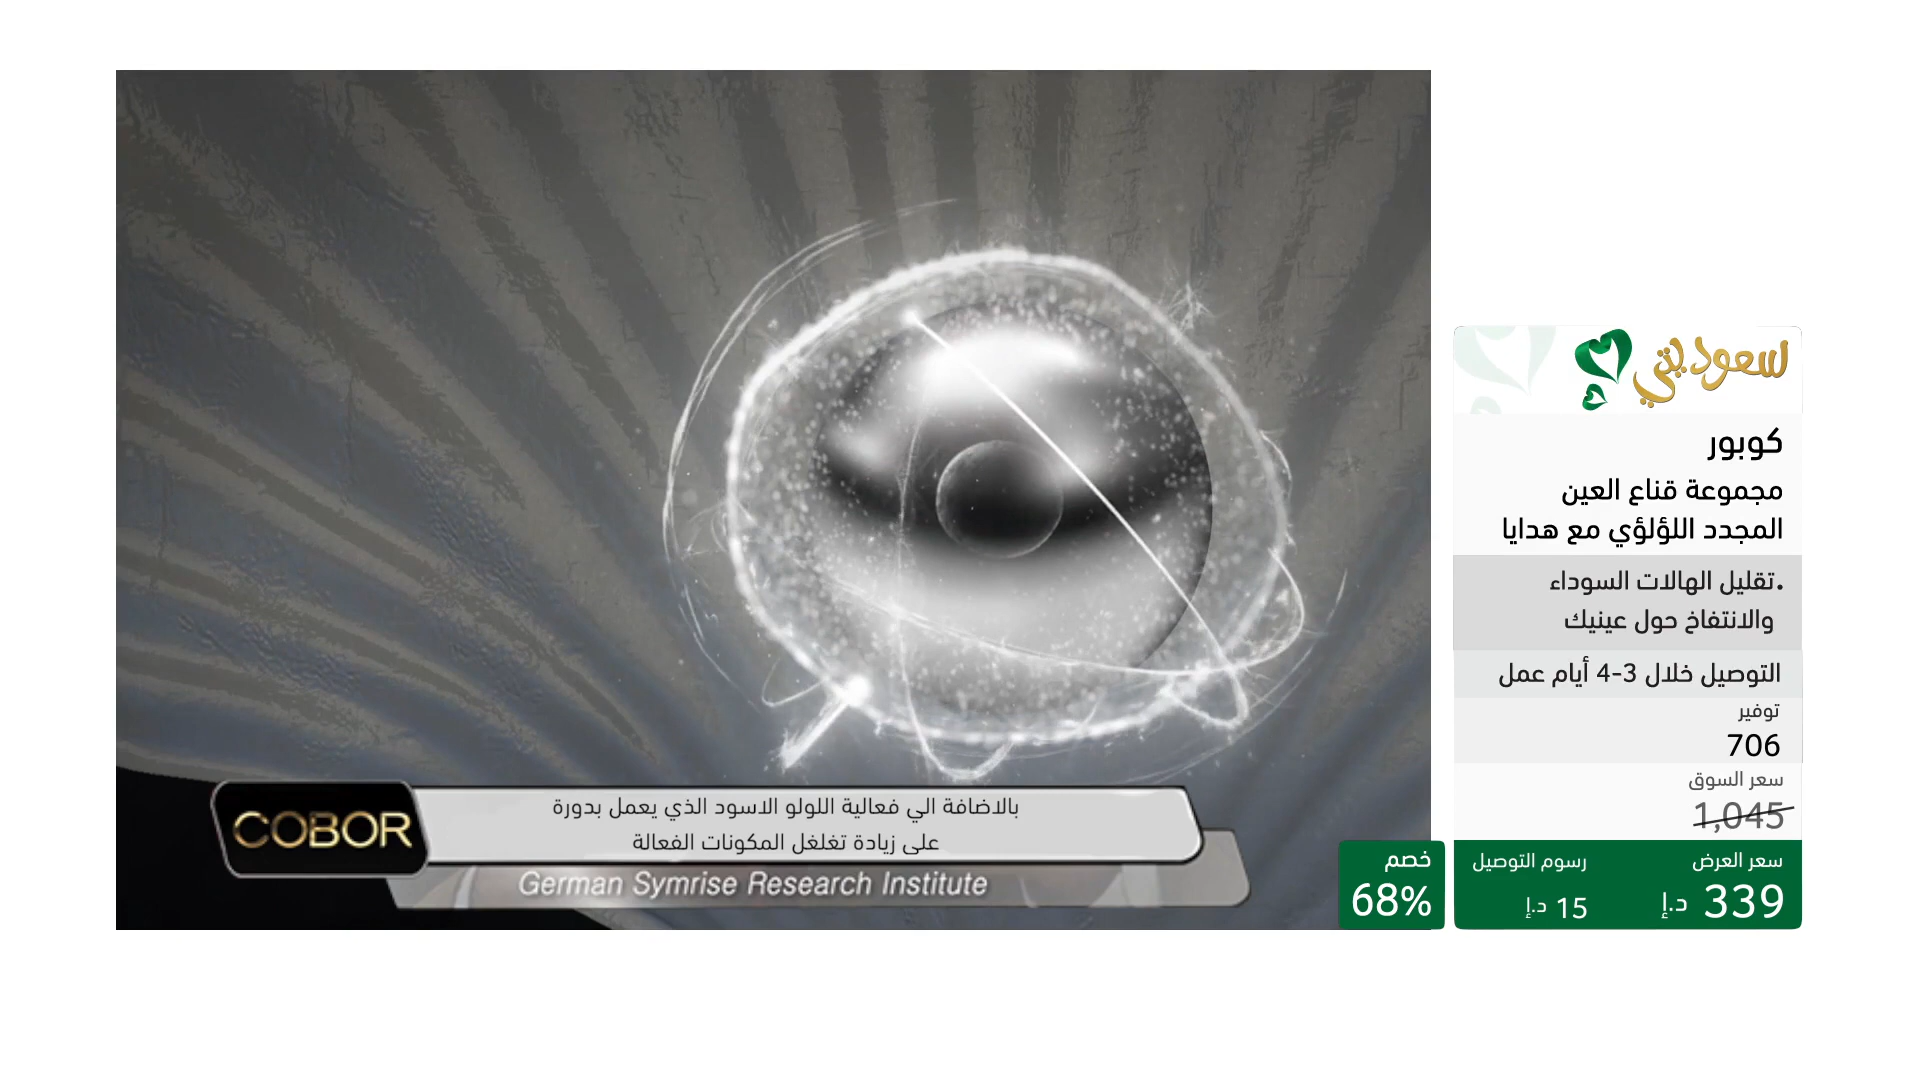 سعوديتي
كوبور
مجموعة قناع العين
المجدد اللؤلؤي مع هدايا
.تقليل الهالات السوداء
والانتفاخ حول عينيك
التوصيل خلال 3-4 أيام عمل
توفير
706
سعر السوق
1,045
سعر العرض
339 د.إ
رسوم التوصيل
15 د.إ
خصم
68%
COBOR
بالاضافة الي فعالية اللولو الاسود الذي يعمل بدورة
على زيادة تغلغل المكونات الفعالة
German Symrise Research Institute